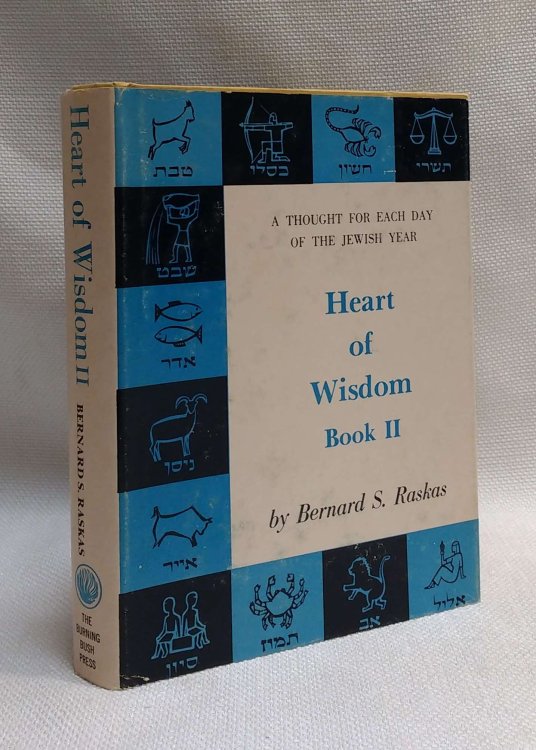 Heart of Wisdom II
BERNARD S. RASKAS
THE
BURNING
BUSH
PRESS
תשרי
חשון
כסלו
טבת
שבט
אדר
ניסן
אייר
סיון
תמוז
אב
אלול
A THOUGHT FOR EACH DAY
OF THE JEWISH YEAR
Heart
of
Wisdom
Book II
by Bernard S. Raskas